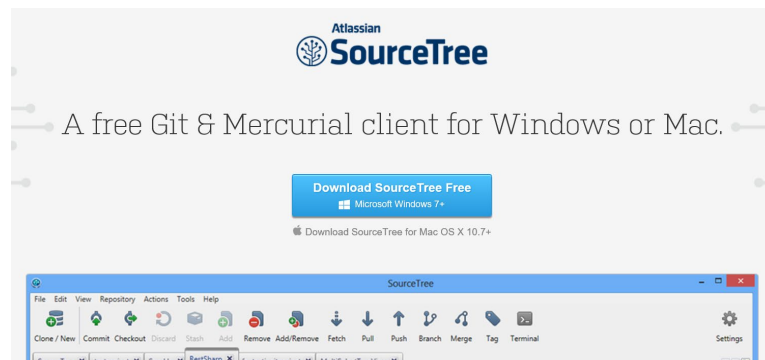 Atlassian
SourceTree
A free Git & Mercurial client for Windows or Mac.
Download SourceTree Free
Microsoft Windows 7+
Download SourceTree for Mac OS X 10.7+
SourceTree
File Edit View Repository Actions Tools Help
Clone / New Commit Checkout Discard Stash Add Remove Add/Remove Fetch Pull Push Branch Merge Tag Terminal Settings
RestSharp